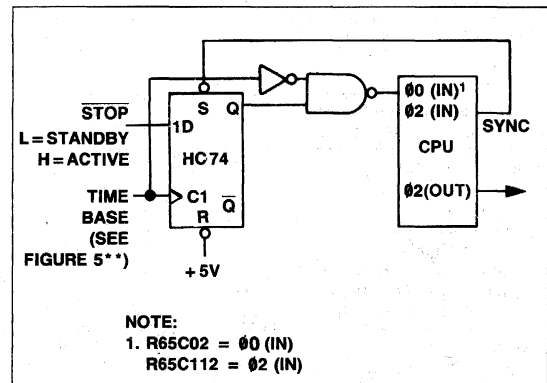 S̅T̅O̅P̅
L=STANDBY
H=ACTIVE
TIME
BASE
(SEE
FIGURE 5**)
S
Q
1D
HC74
C1
Q̅
R
+5V
Ø0 (IN)¹
Ø2 (IN)
SYNC
CPU
Ø2(OUT)
NOTE:
1. R65C02 = Ø0 (IN)
R65C112 = Ø2 (IN)